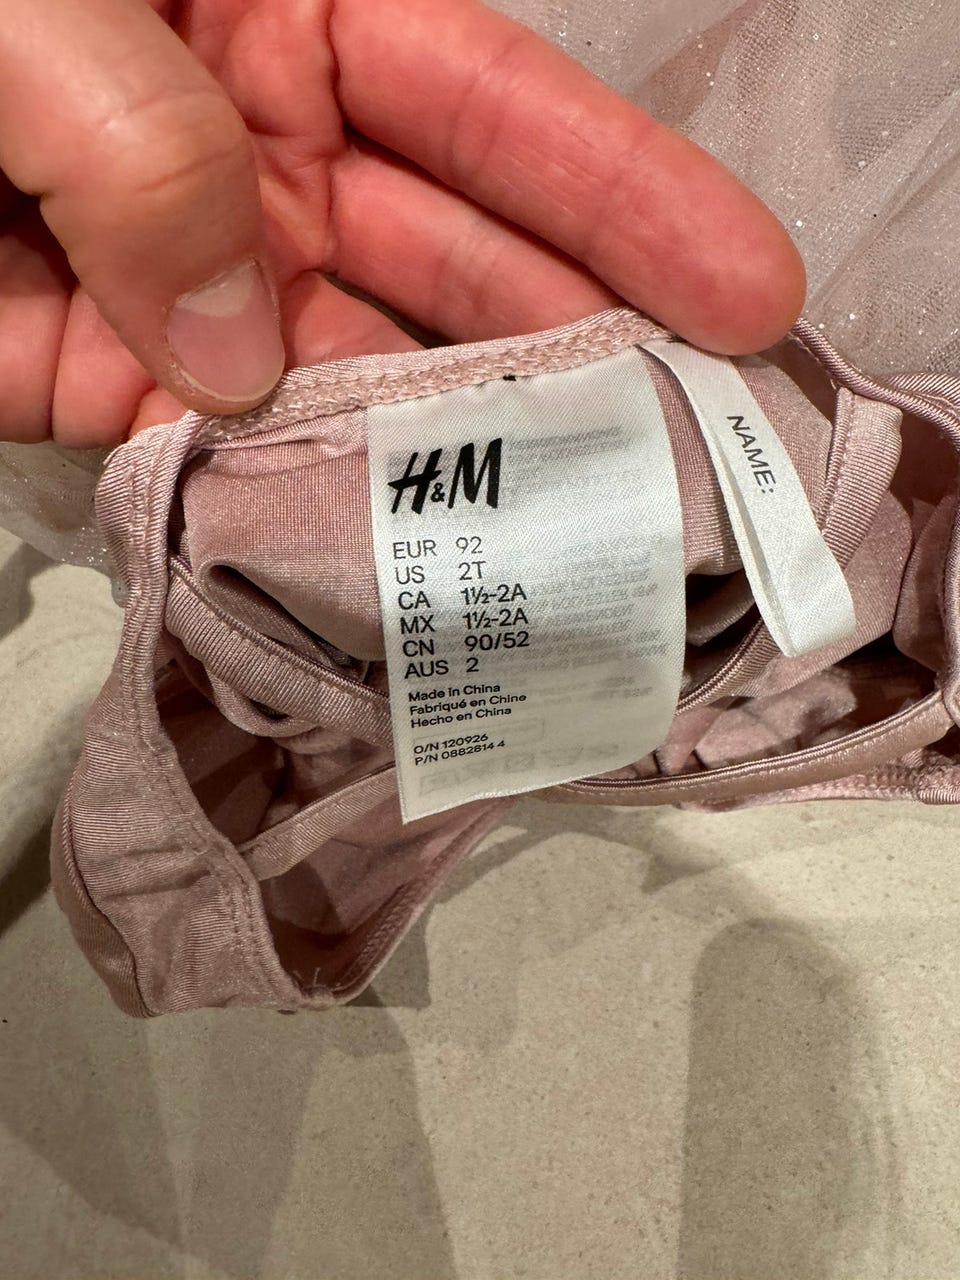 H&M
EUR 92
US 2T
CA 1½-2A
MX 1½-2A
CN 90/52
AUS 2
Made in China
Fabriqué en Chine
Hecho en China
O/N 120926
P/N 0882814 4
NAME: